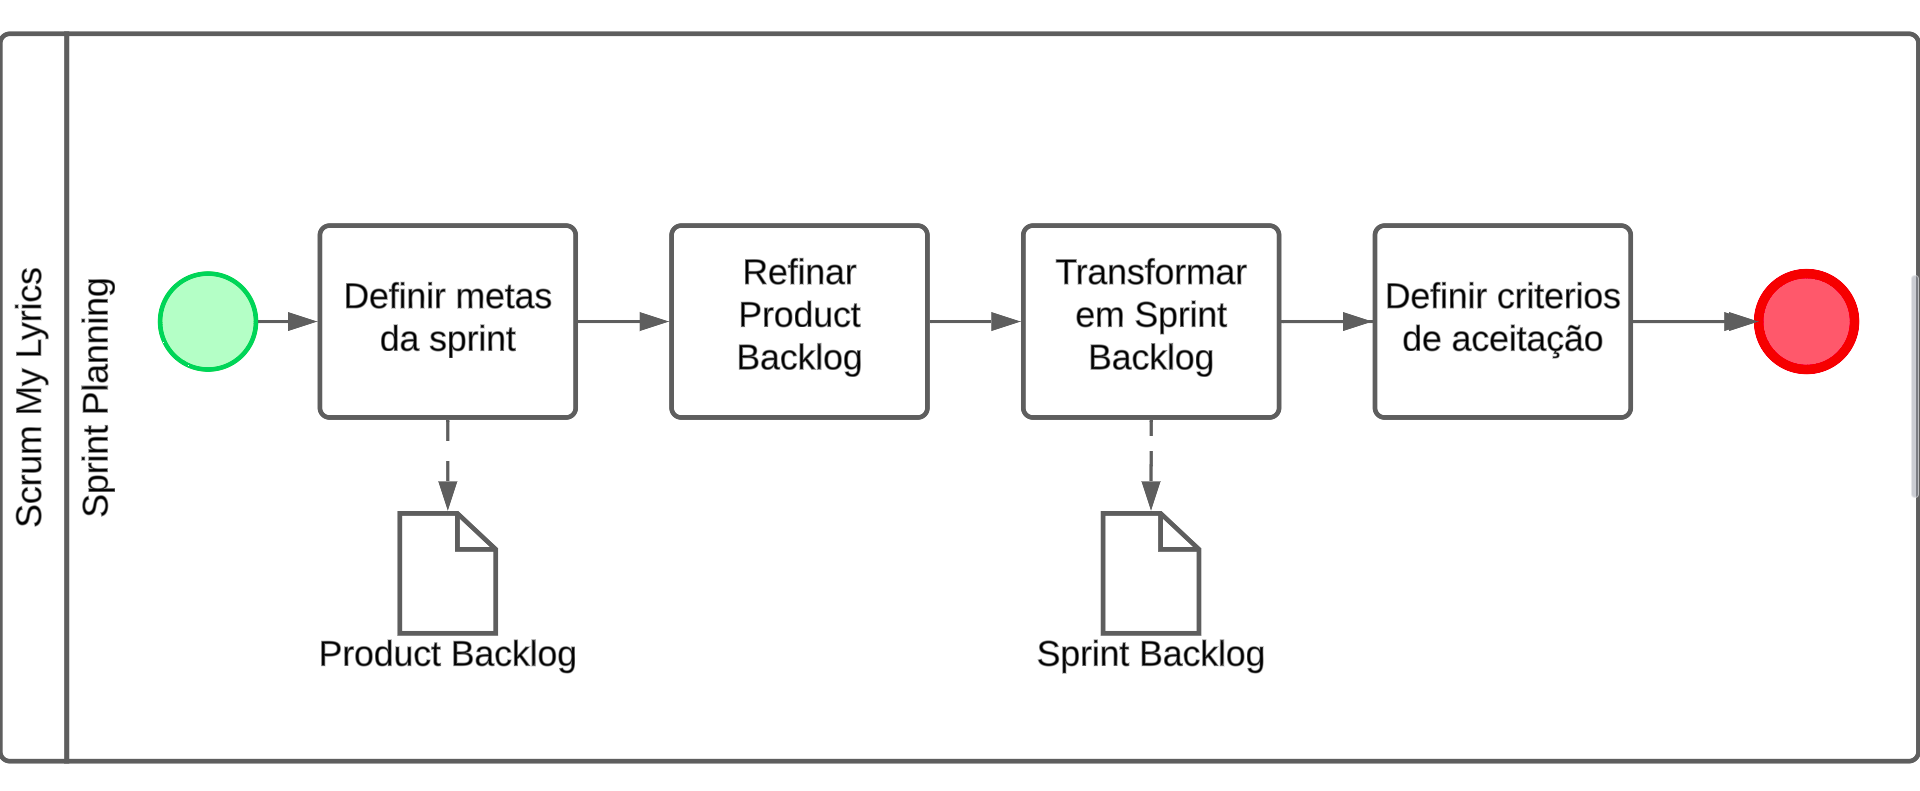 Scrum My Lyrics
Sprint Planning
Definir metas
da sprint
Refinar
Product
Backlog
Transformar
em Sprint
Backlog
Definir criterios
de aceitação
Product Backlog
Sprint Backlog